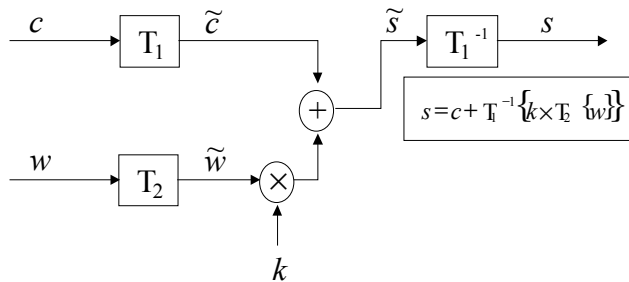 c T₁ c̃ s̃ T₁⁻¹ s
+
s = c + T₁⁻¹{k × T₂ {w}}
w T₂ w̃ ×
k